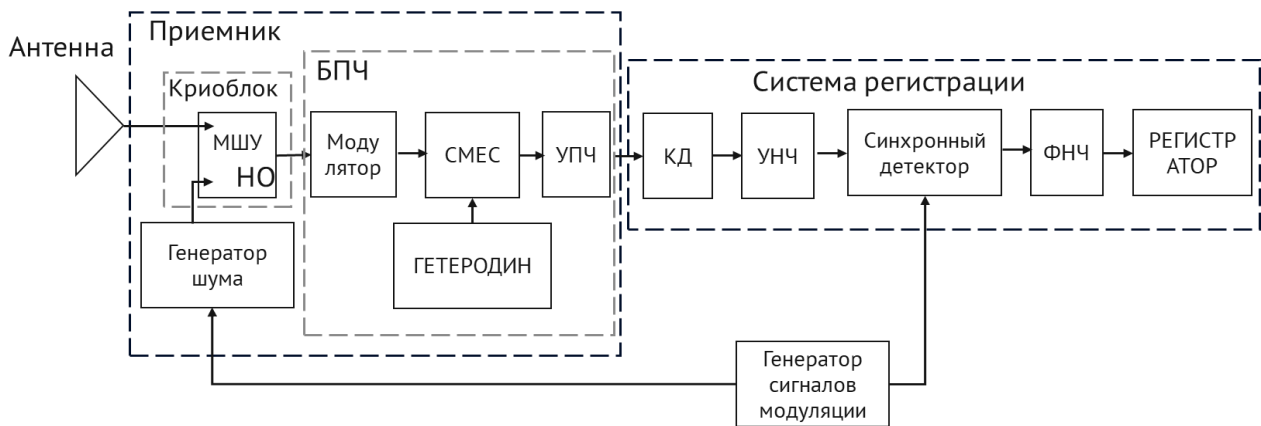 Приемник
Антенна
БПЧ
Система регистрации
Криоблок
МШУ
НО
Моду
лятор
СМЕС
УПЧ
КД
УНЧ
Синхронный
детектор
ФНЧ
РЕГИСТР
АТОР
Генератор
шума
ГЕТЕРОДИН
Генератор
сигналов
модуляции